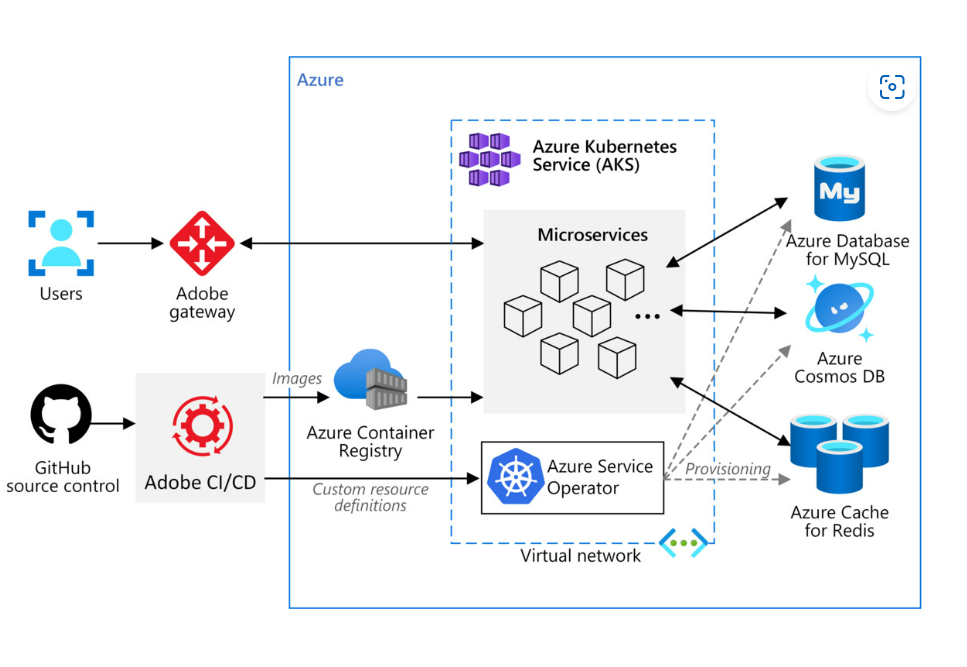 Azure
Azure Kubernetes
Service (AKS)
Microservices
...
My
Azure Database
for MySQL
Users
Adobe
gateway
Azure
Cosmos DB
Images
Azure Container
Registry
GitHub
source control
Adobe CI/CD
Custom resource
definitions
Azure Service
Operator
Provisioning
Azure Cache
for Redis
Virtual network